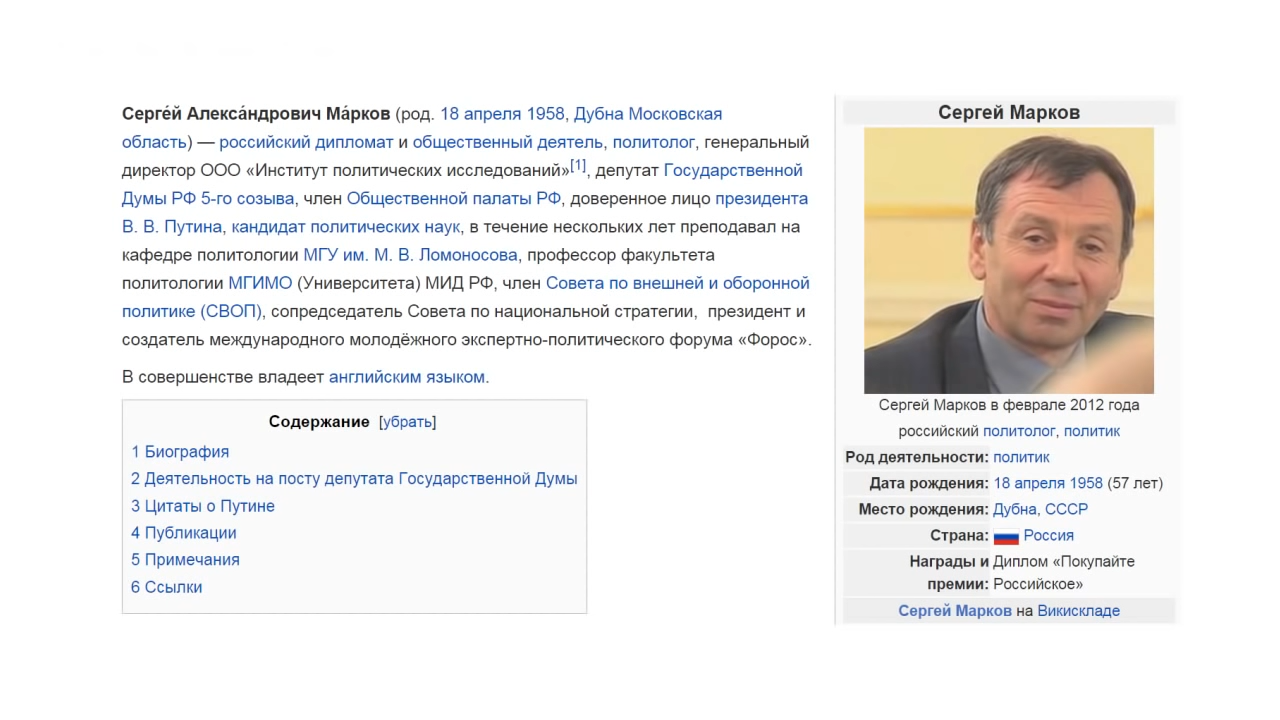 Серге́й Алекса́ндрович Ма́рков (род. 18 апреля 1958, Дубна Московская
область) — российский дипломат и общественный деятель, политолог, генеральный
директор ООО «Институт политических исследований»[1], депутат Государственной
Думы РФ 5-го созыва, член Общественной палаты РФ, доверенное лицо президента
В. В. Путина, кандидат политических наук, в течение нескольких лет преподавал на
кафедре политологии МГУ им. М. В. Ломоносова, профессор факультета
политологии МГИМО (Университета) МИД РФ, член Совета по внешней и оборонной
политике (СВОП), сопредседатель Совета по национальной стратегии, президент и
создатель международного молодёжного экспертно-политического форума «Форос».
В совершенстве владеет английским языком.
Содержание [убрать]
1 Биография
2 Деятельность на посту депутата Государственной Думы
3 Цитаты о Путине
4 Публикации
5 Примечания
6 Ссылки
Сергей Марков
Сергей Марков в феврале 2012 года
российский политолог, политик
Род деятельности: политик
Дата рождения: 18 апреля 1958 (57 лет)
Место рождения: Дубна, СССР
Страна: Россия
Награды и Диплом «Покупайте
премии: Российское»
Сергей Марков на Викискладе